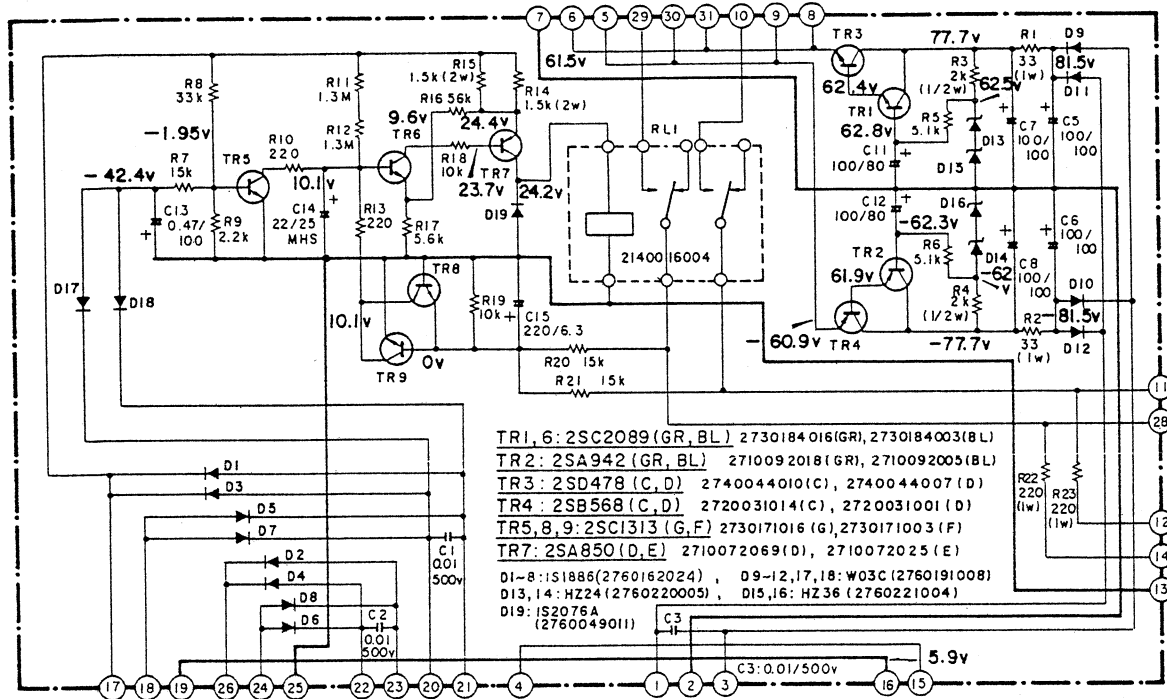 7 6 5 29 30 31 10 9 8
TR3
77.7v
R1
D9
61.5v
33
(1w)
81.5v
D11
R8
33k
R11
1.3M
R15
1.5k(2w)
R14
1.5k(2w)
R3
2k
(1/2w)
62.5v
62.4v
TR1
R16 56k
9.6v
24.4v
TR6
RL1
R5
5.1k
C7
100/
100
C5
100/
100
-1.95v
R12
1.3M
62.8v
D13
R10
220
TR5
R7
15k
R18
10k
TR7
C11
100/80
D15
-42.4v
10.1v
23.7v
24.2v
C12
100/80
D16
C13
0.47/
100
R9
2.2k
C14
22/25
MHS
R13
220
R17
5.6k
D19
-62.3v
C6
100/
100
R6
5.1k
D14
TR2
21400 16004
61.9v
-62
v
C8
100/
100
TR8
D17
D18
R19
10k
R4
2k
(1/2w)
D10
-81.5v
10.1v
C15
220/6.3
R2
33
(1w)
D12
-60.9v
TR4
-77.7v
TR9
0v
R20 15k
R21 15k
11
28
TR1,6:2SC2089(GR,BL) 2730184016(GR),2730184003(BL)
TR2:2SA942(GR,BL) 2710092018(GR), 2710092005(BL)
TR3:2SD478(C,D) 2740044010(C), 2740044007(D)
TR4:2SB568(C,D) 2720031014(C), 2720031001(D)
TR5,8,9:2SC1313(G,F) 2730171016(G),2730171003(F)
TR7:2SA850(D,E) 2710072069(D), 2710072025(E)
D1~8:1S1886(2760162024), D9-12,17,18:W03C(2760191008)
D13,14:HZ24(2760220005), D15,16:HZ36(2760221004)
D19:1S2076A
(2760049011)
R22
220
(1w)
R23
220
(1w)
12
14
13
D1
D3
D5
D7
C1
0.01
500v
D2
D4
D8
D6
C2
0.01
500v
C3
C3:0.01/500v
5.9v
17 18 19 26 24 25 22 23 20 21 4 1 2 3 16 15